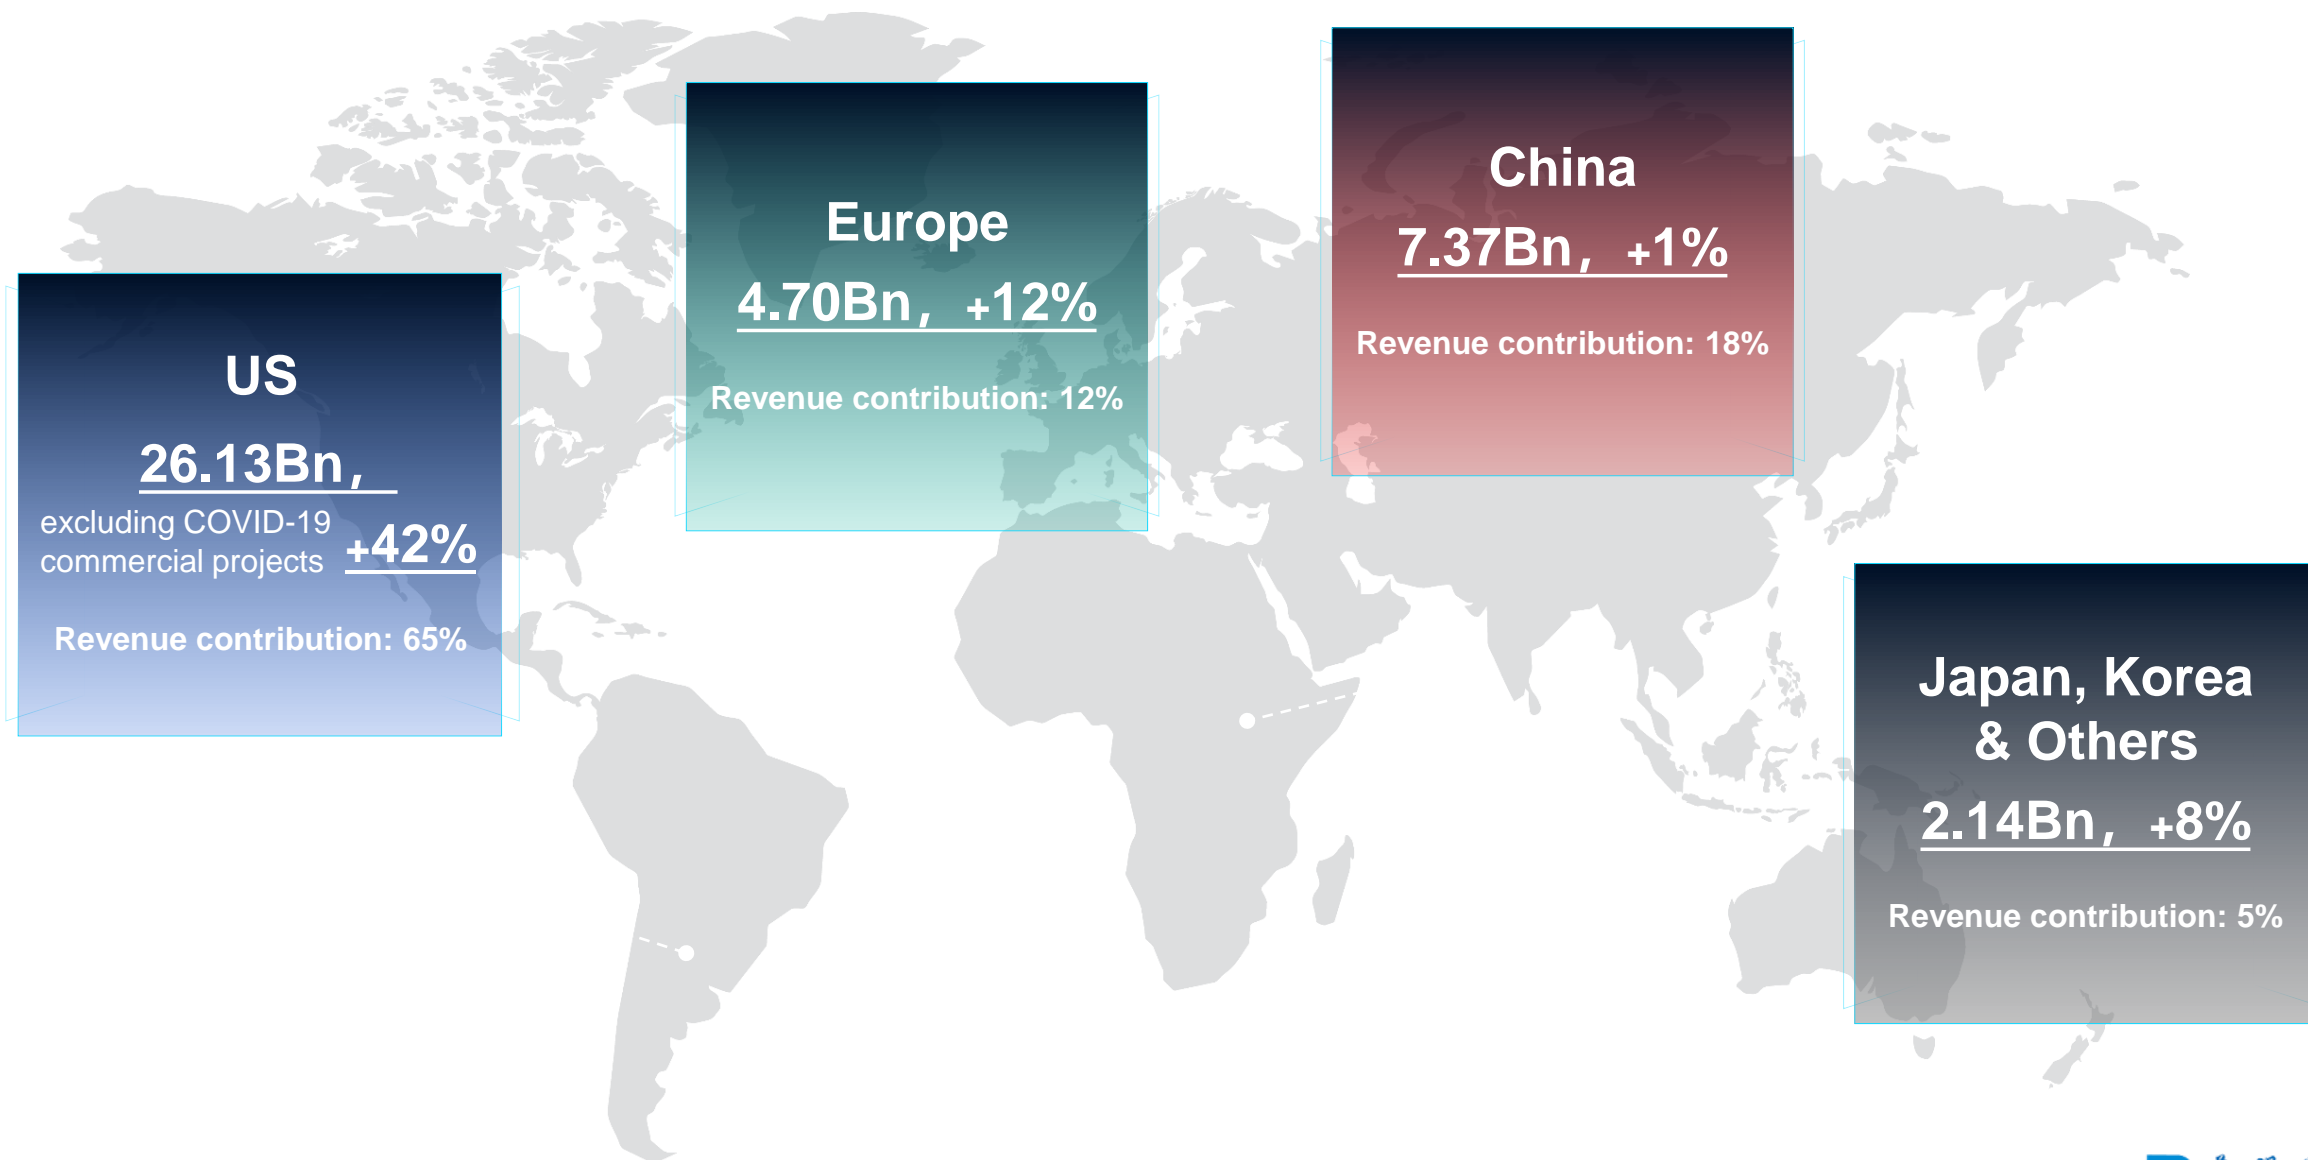 US
26.13Bn,
excluding COVID-19
commercial projects +42%
Revenue contribution: 65%
Europe
4.70Bn, +12%
Revenue contribution: 12%
China
7.37Bn, +1%
Revenue contribution: 18%
Japan, Korea
& Others
2.14Bn, +8%
Revenue contribution: 5%